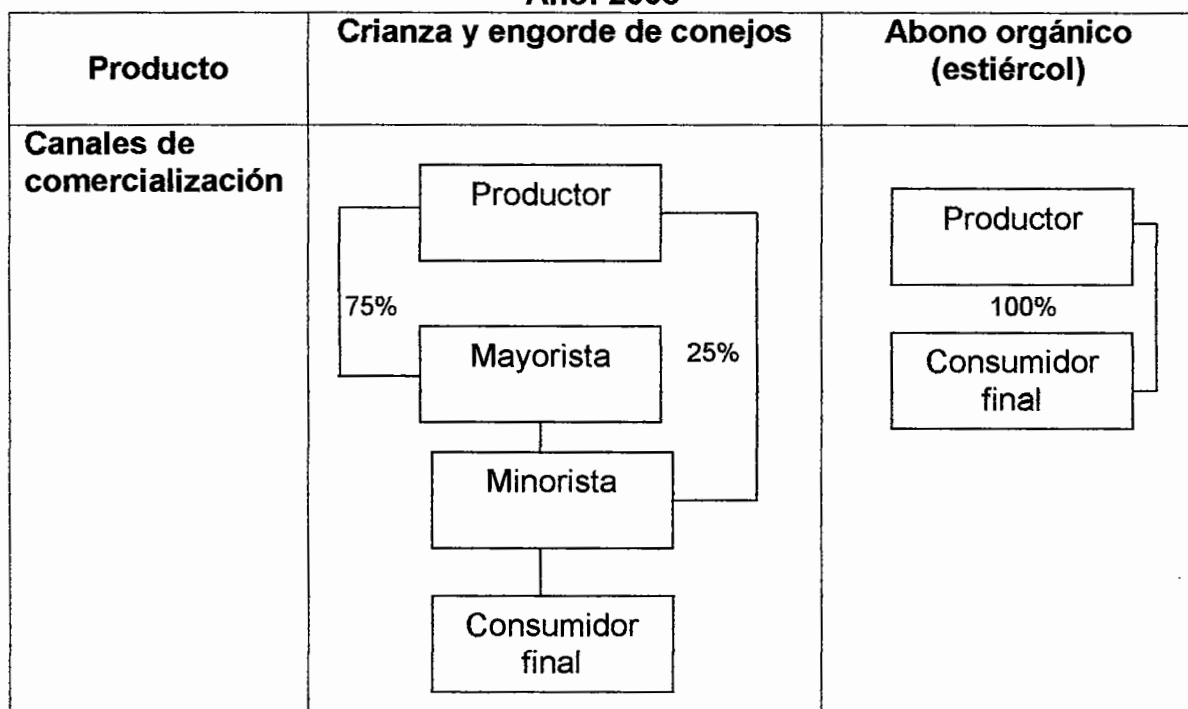 Producto
Crianza y engorde de conejos
Abono orgánico
(estiércol)
Canales de
comercialización
Productor
75%
Mayorista
25%
Minorista
Consumidor
final
Productor
100%
Consumidor
final